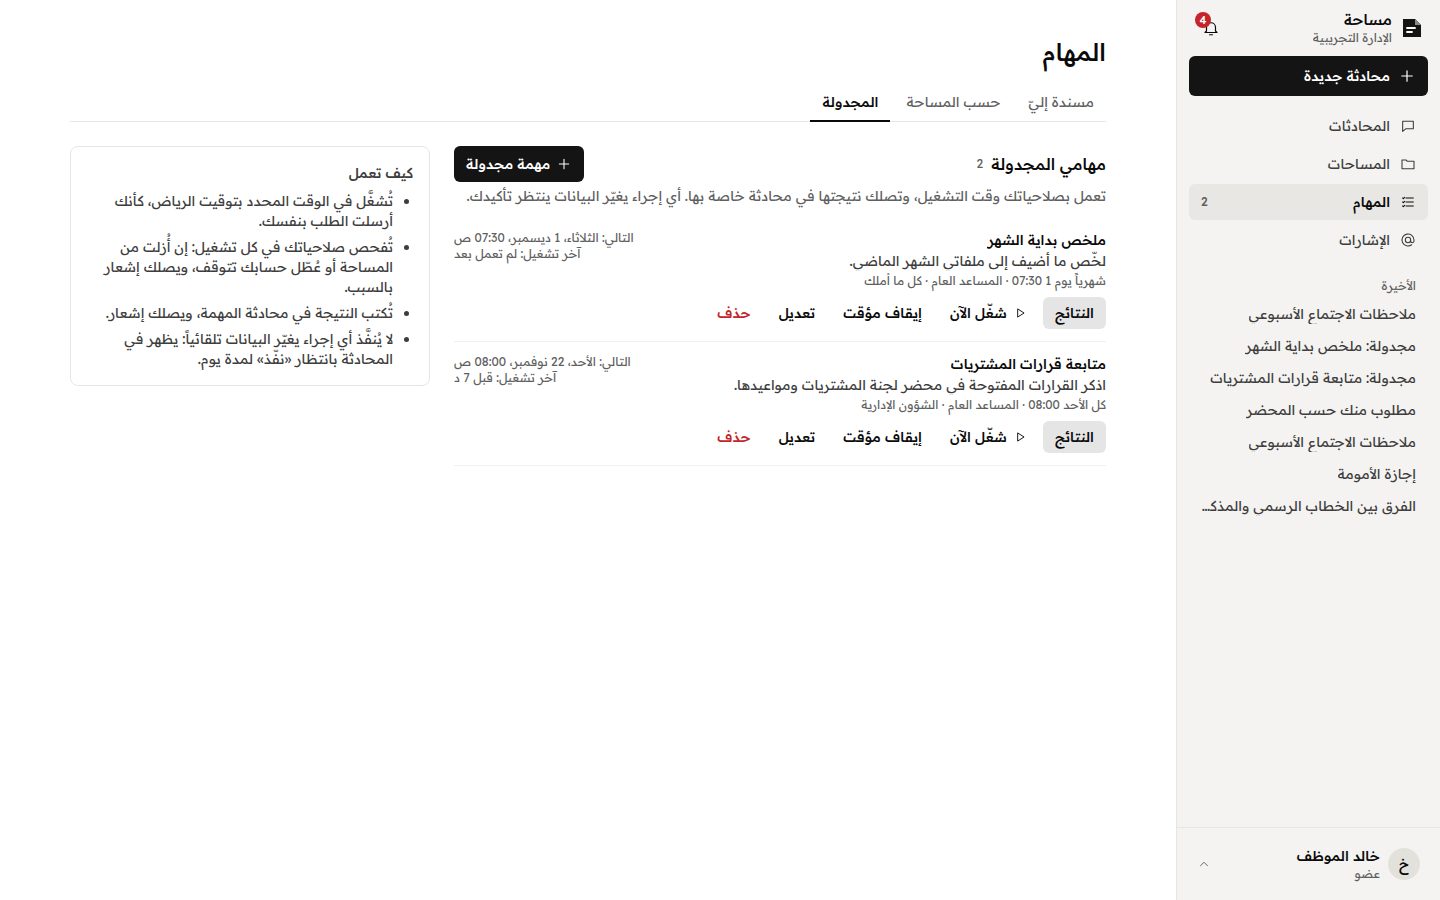 مساحة
الإدارة التجريبية
4
محادثة جديدة
المحادثات
المساحات
المهام 2
الإشارات
الأخيرة
ملاحظات الاجتماع الأسبوعي
مجدولة: ملخص بداية الشهر
مجدولة: متابعة قرارات المشتريات
مطلوب منك حسب المحضر
ملاحظات الاجتماع الأسبوعي
إجازة الأمومة
الفرق بين الخطاب الرسمي والمذكـ...
خ
خالد الموظف
عضو
المهام
مسندة إليّ
حسب المساحة
المجدولة
مهامي المجدولة 2
مهمة مجدولة
تعمل بصلاحياتك وقت التشغيل، وتصلك نتيجتها في محادثة خاصة بها. أي إجراء يغيّر البيانات ينتظر تأكيدك.
ملخص بداية الشهر
لخّص ما أضيف إلى ملفاتي الشهر الماضي.
شهرياً يوم 1 07:30 · المساعد العام · كل ما أملك
التالي: الثلاثاء، 1 ديسمبر، 07:30 ص
آخر تشغيل: لم تعمل بعد
النتائج
شغّل الآن
إيقاف مؤقت
تعديل
حذف
متابعة قرارات المشتريات
اذكر القرارات المفتوحة في محضر لجنة المشتريات ومواعيدها.
كل الأحد 08:00 · المساعد العام · الشؤون الإدارية
التالي: الأحد، 22 نوفمبر، 08:00 ص
آخر تشغيل: قبل 7 د
النتائج
شغّل الآن
إيقاف مؤقت
تعديل
حذف
كيف تعمل
• تُشغَّل في الوقت المحدد بتوقيت الرياض، كأنك
أرسلت الطلب بنفسك.
• تُفحص صلاحياتك في كل تشغيل: إن أُزلت من
المساحة أو عُطّل حسابك تتوقف، ويصلك إشعار
بالسبب.
• تُكتب النتيجة في محادثة المهمة، ويصلك إشعار.
• لا يُنفَّذ أي إجراء يغيّر البيانات تلقائياً: يظهر في
المحادثة بانتظار «نفّذ» لمدة يوم.